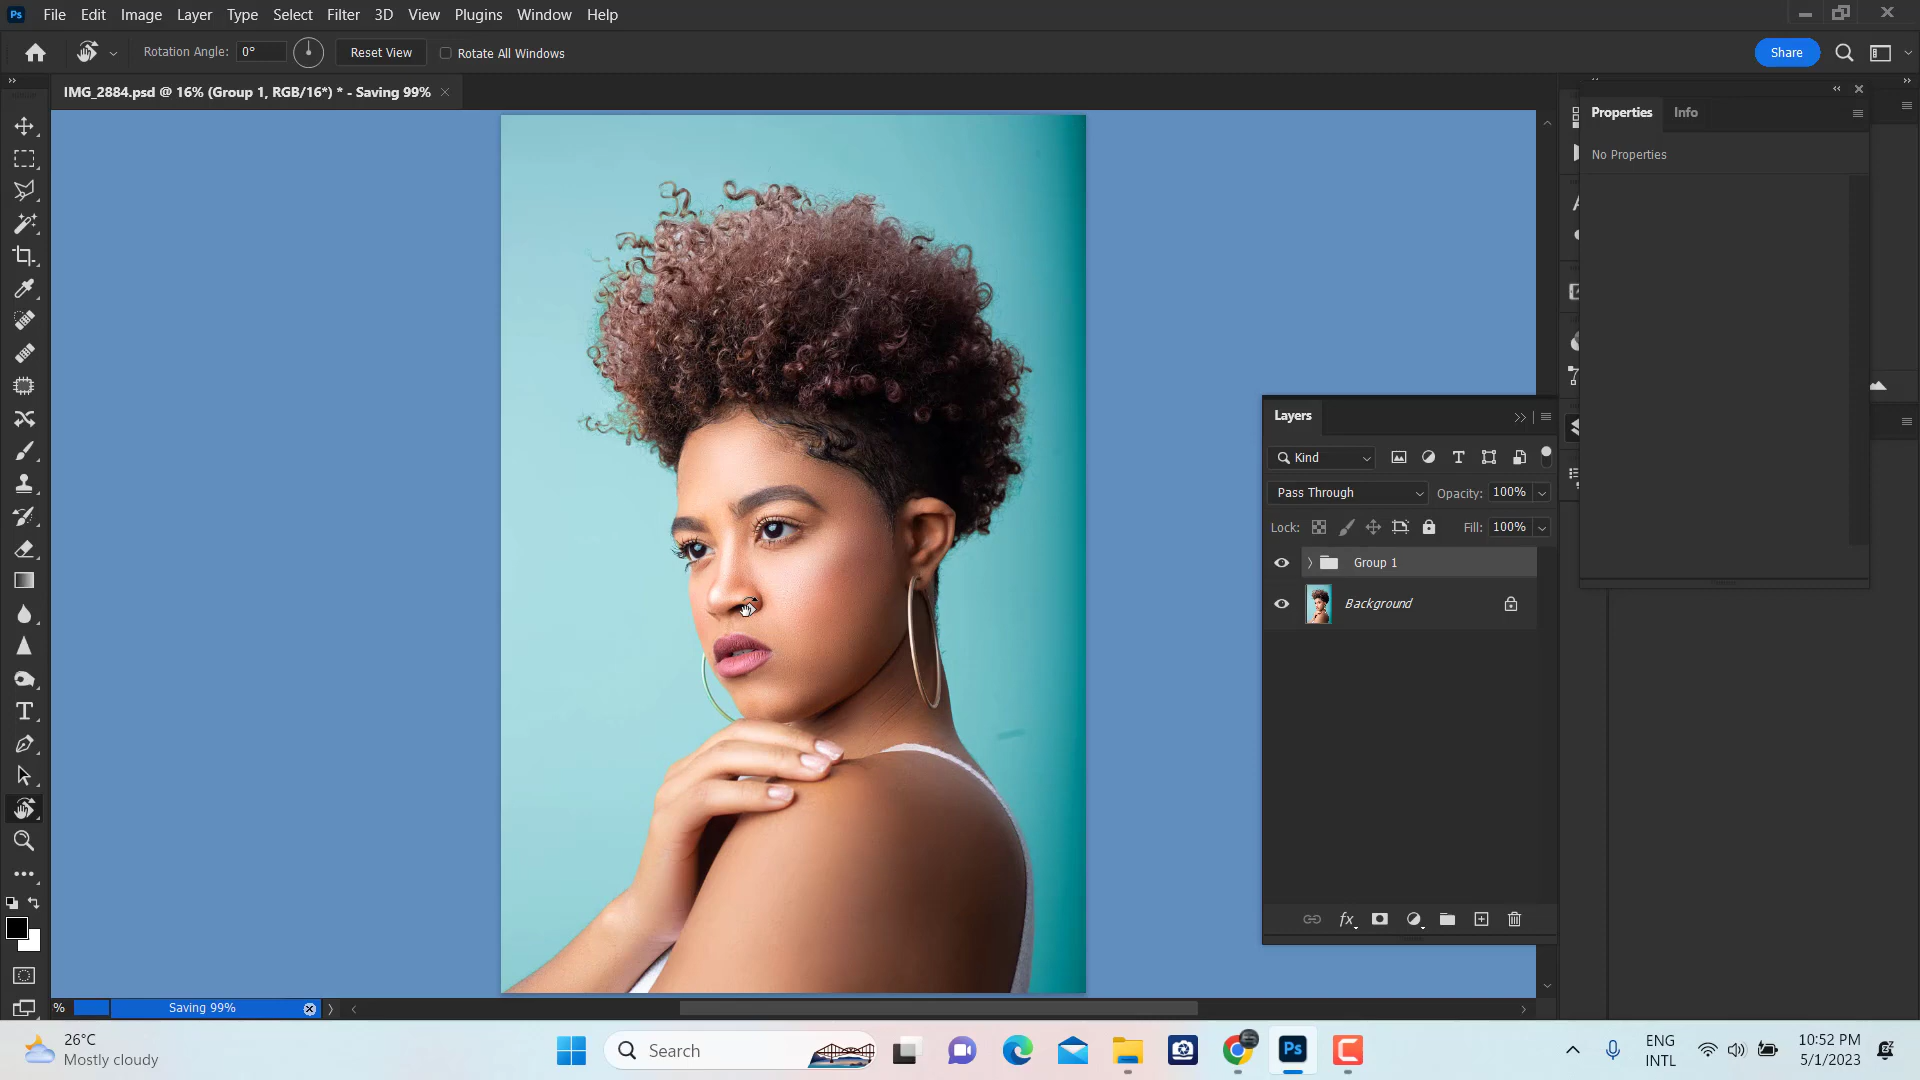 Ps File Edit Image Layer Type Select Filter 3D View Plugins Window Help
Rotation Angle: 0° Reset View Rotate All Windows Share
IMG_2884.psd @ 16% (Group 1, RGB/16*) * - Saving 99%
Properties Info
No Properties
Layers
Kind
Pass Through Opacity: 100%
Lock: Fill: 100%
Group 1
Background
fx
% Saving 99%
26°C
Mostly cloudy
Search
Ps
ENG
INTL
10:52 PM
5/1/2023